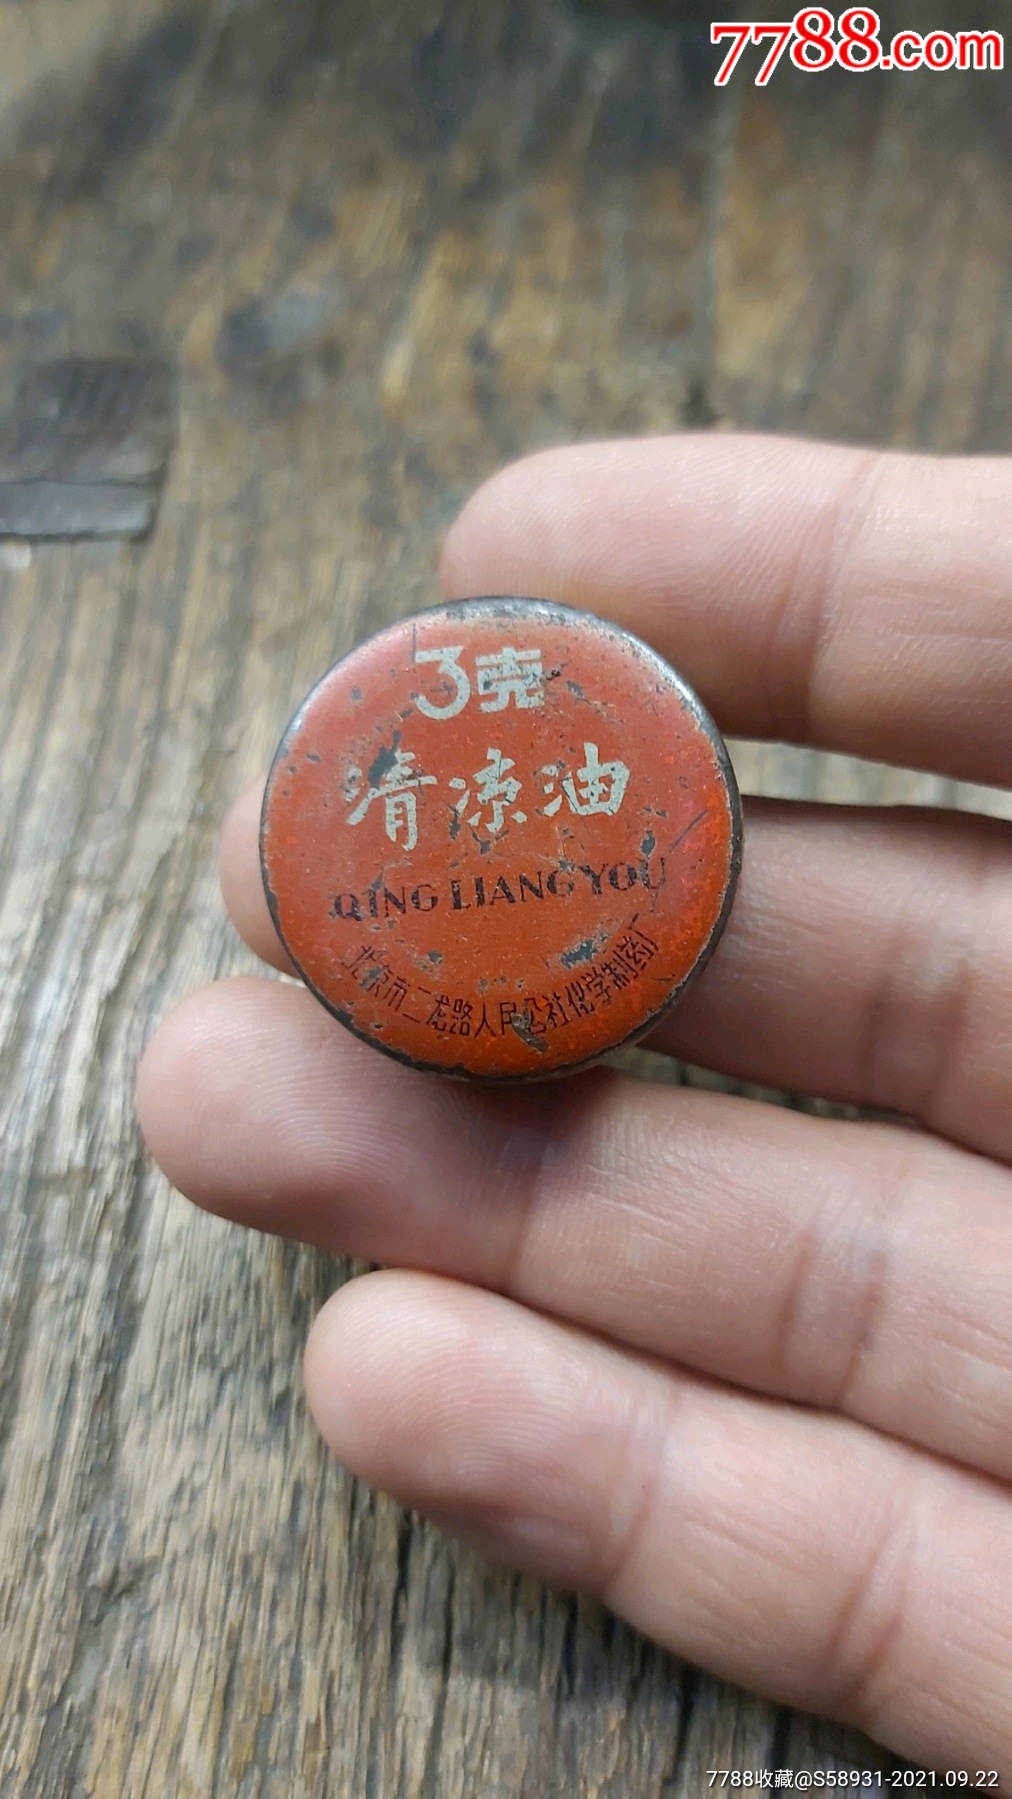 7788.com
3克
清凉油
QING LIANG YOU
北京市二龙路人民公社化学制药厂
7788收藏@S58931-2021.09.22